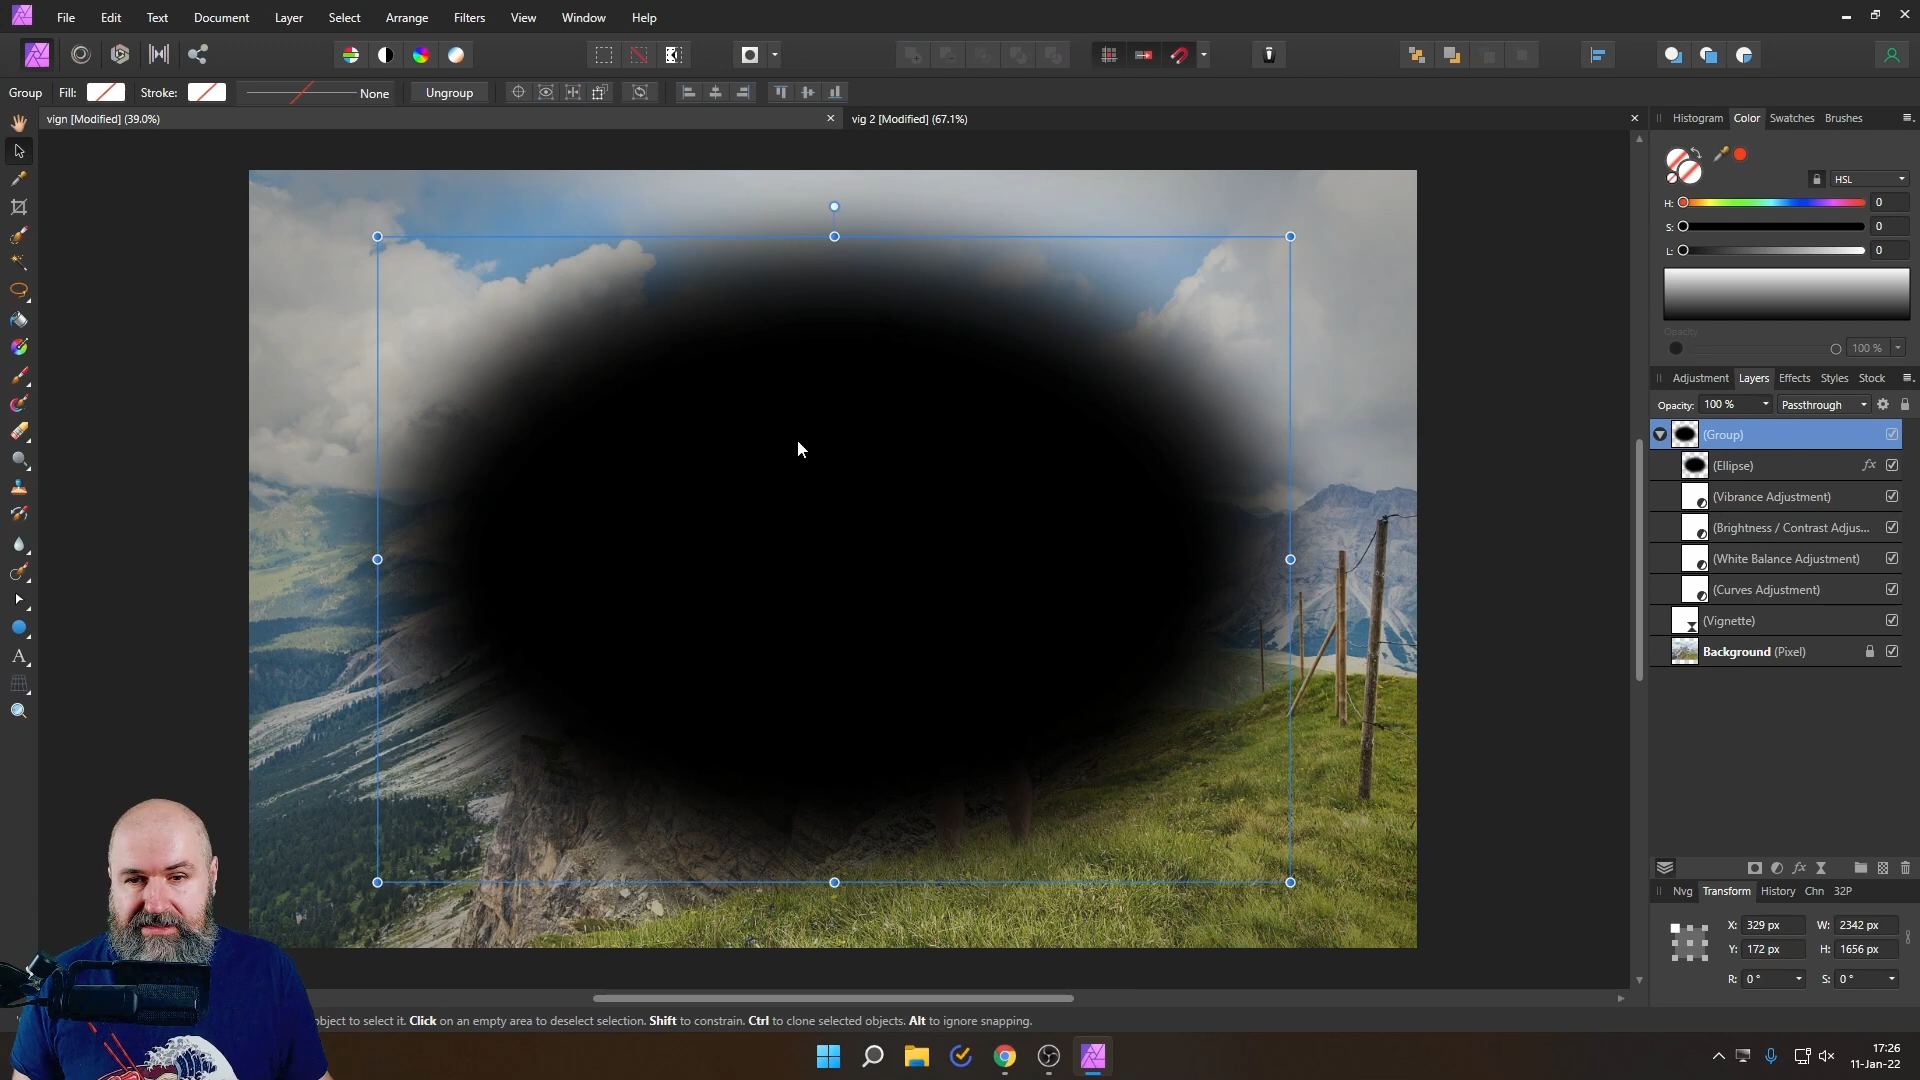 File Edit Text Document Layer Select Arrange Filters View Window Help
Group Fill: Stroke: None Ungroup
vign [Modified] (39.0%)
vig 2 [Modified] (67.1%)
Histogram Color Swatches Brushes
HSL
H: 0
S: 0
L: 0
Opacity
100 %
Adjustment Layers Effects Styles Stock
Opacity: 100 % Passthrough
(Group)
(Ellipse) fx
(Vibrance Adjustment)
(Brightness / Contrast Adjus...
(White Balance Adjustment)
(Curves Adjustment)
(Vignette)
Background (Pixel)
fx
Nvg Transform History Chn 32P
X: 329 px W: 2342 px
Y: 172 px H: 1656 px
R: 0 ° S: 0 °
object to select it. Click on an empty area to deselect selection. Shift to constrain. Ctrl to clone selected objects. Alt to ignore snapping.
17:26
11-Jan-22